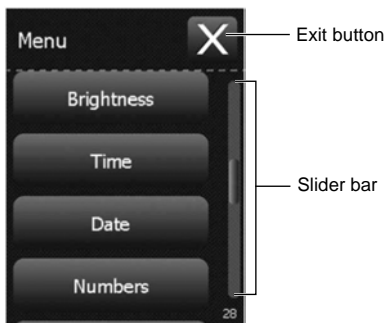 Menu
X
Exit button
Brightness
Time
Slider bar
Date
Numbers
28